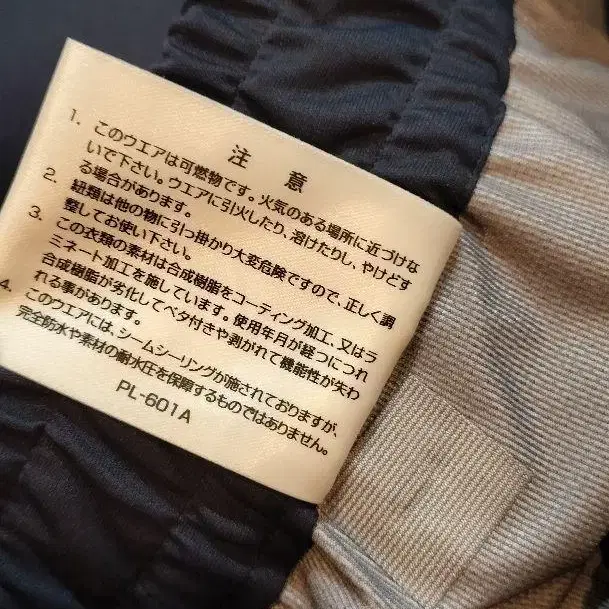 注 意
1. このウエアは可燃物です。火気のある場所に近づけな
いで下さい。ウエアに引火したり、溶けたりし、やけどす
る場合があります。
2. 紐類は他の物に引っ掛かり大変危険ですので、正しく調
整してお使い下さい。
3. この衣類の素材は合成樹脂をコーティング加工、又はラ
ミネート加工を施しています。使用年月が経つにつれ
合成樹脂が劣化してベタ付きや剥がれて機能性が失わ
れる事があります。
4. このウエアには、シームシーリングが施されておりますが、
完全防水や素材の耐水圧を保障するものではありません。
PL-601A